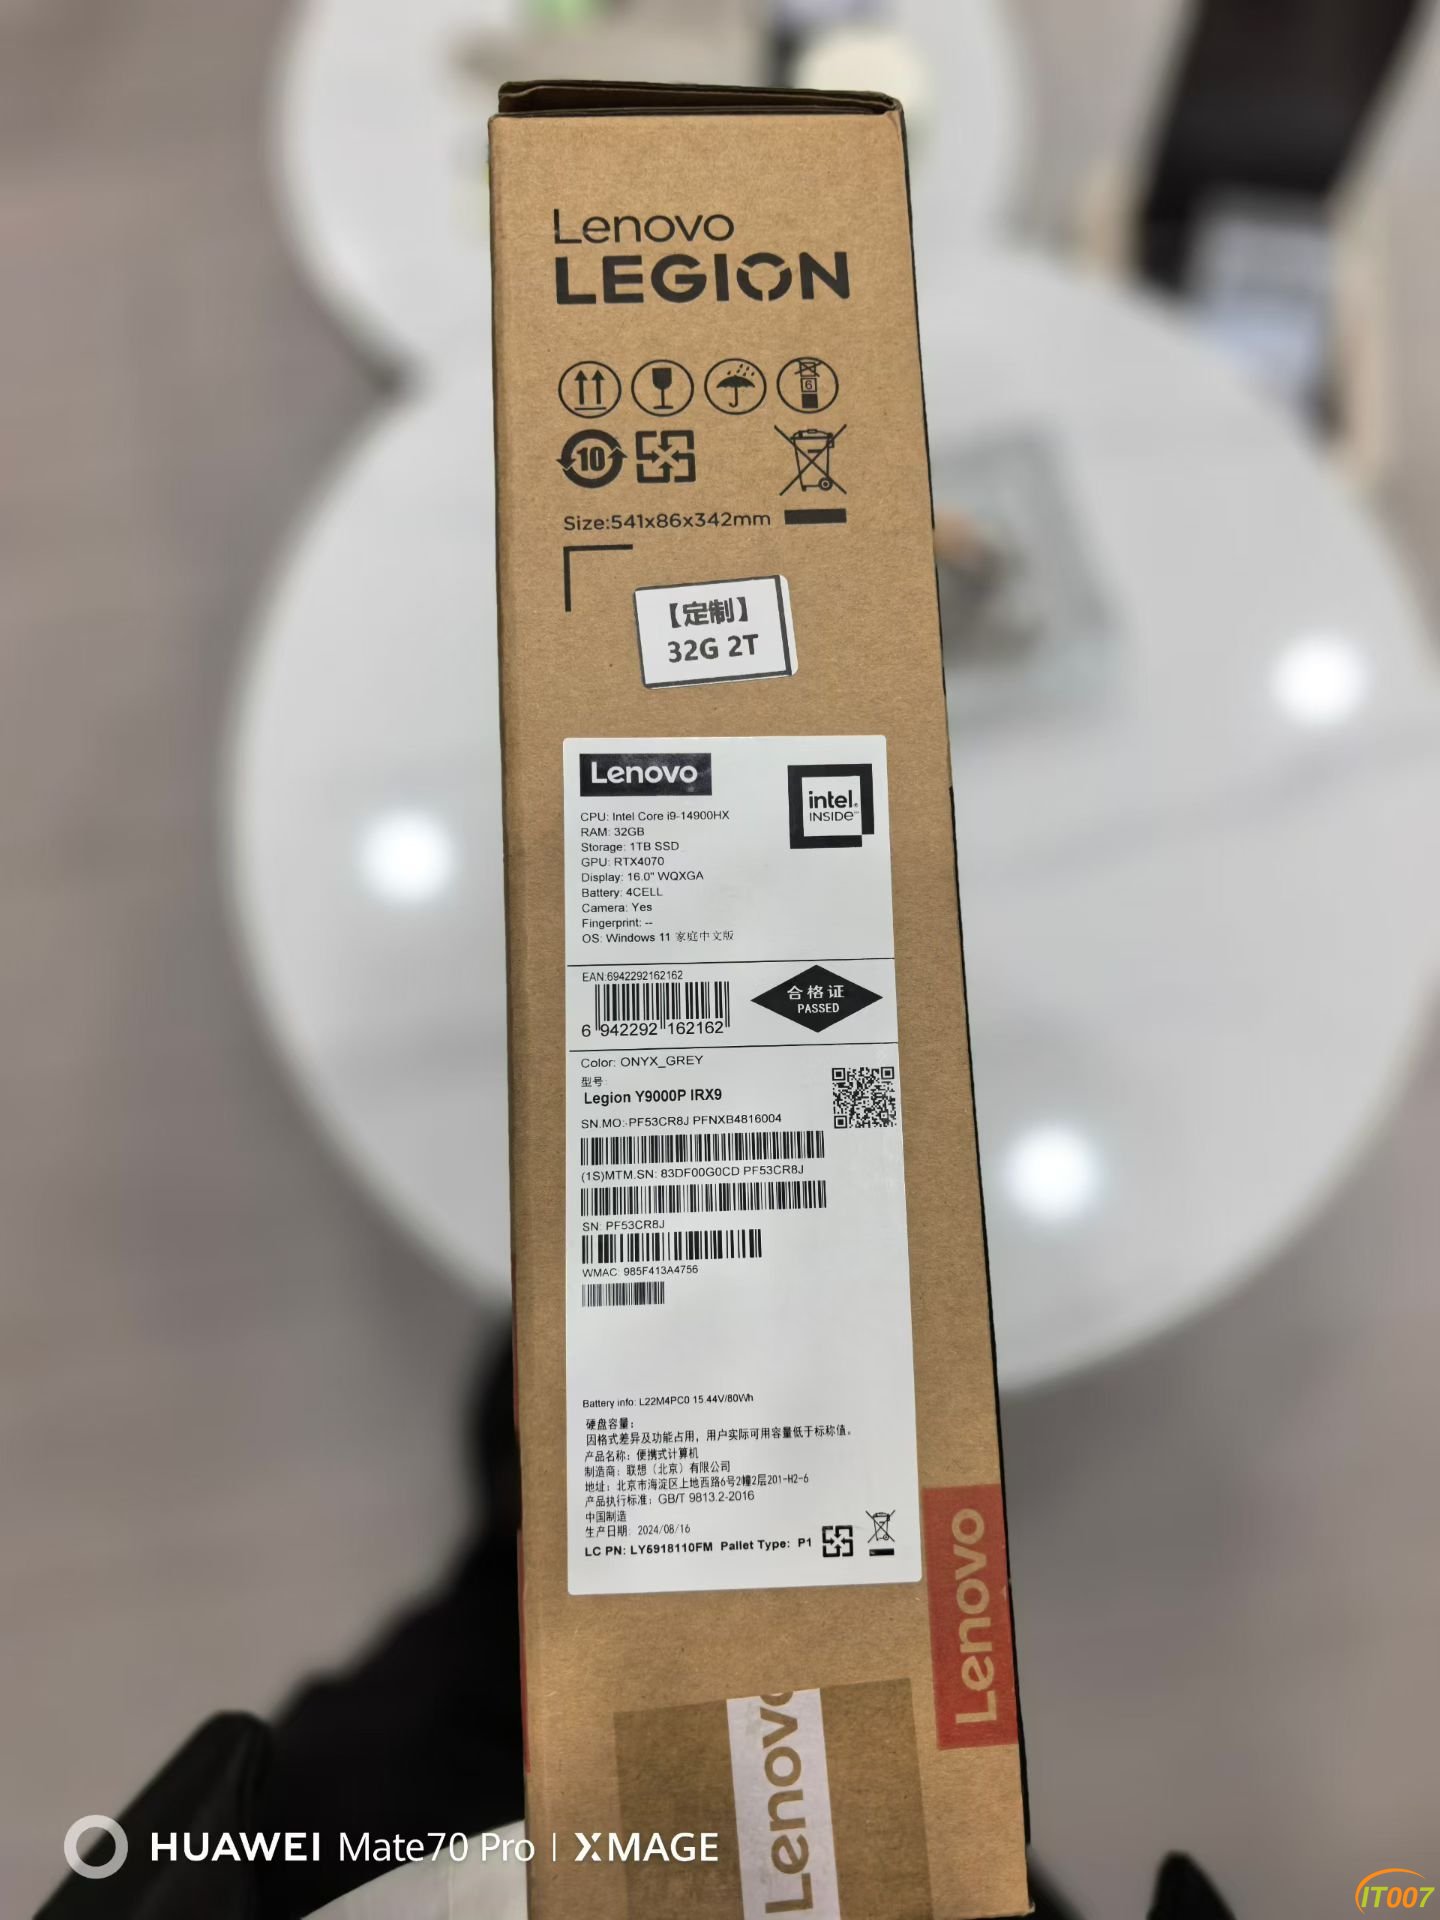 Lenovo
LEGION
6
10
Size:541x86x342mm
【定制】
32G 2T
Lenovo
intel.
INSIDE™
CPU: Intel Core i9-14900HX
RAM: 32GB
Storage: 1TB SSD
GPU: RTX4070
Display: 16.0" WQXGA
Battery: 4CELL
Camera: Yes
Fingerprint: --
OS: Windows 11 家庭中文版
EAN:6942292162162
6 942292 162162
合格证
PASSED
Color: ONYX_GREY
型号:
Legion Y9000P IRX9
SN.MO:-PF53CR8J PFNXB4816004
(1S)MTM.SN: 83DF00G0CD PF53CR8J
SN: PF53CR8J
WMAC: 985F413A4756
Battery info: L22M4PC0 15.44V/80Wh
硬盘容量：
因格式差异及功能占用，用户实际可用容量低于标称值。
产品名称：便携式计算机
制造商：联想（北京）有限公司
地址：北京市海淀区上地西路6号2幢2层201-H2-6
产品执行标准：GB/T 9813.2-2016
中国制造
生产日期: 2024/08/16
LC PN: LY6918110FM Pallet Type: P1
Lenovo
Lenovo
HUAWEI Mate70 Pro | XMAGE
IT007